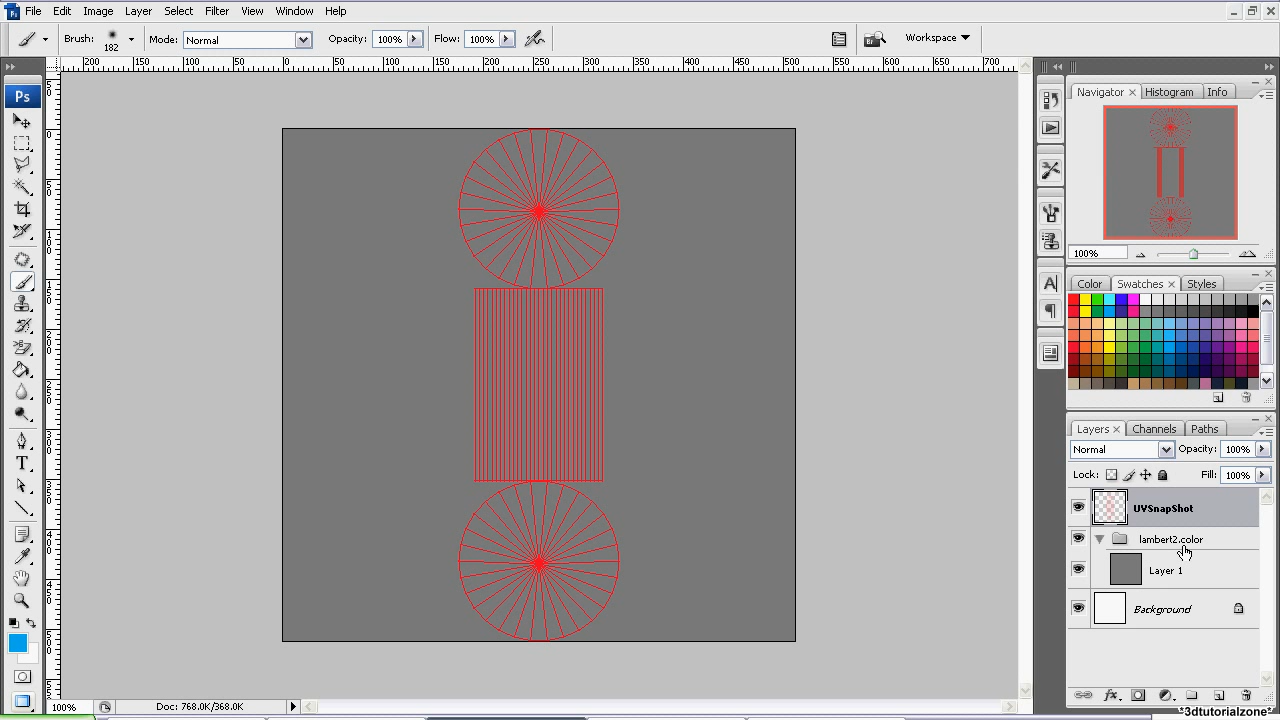 File Edit Image Layer Select Filter View Window Help
Brush: 182 Mode: Normal Opacity: 100% Flow: 100% Workspace
200 150 100 50 0 50 100 150 200 250 300 350 400 450 500 550 600 650 700
Ps
Navigator × Histogram Info
100%
Color Swatches × Styles
Layers × Channels Paths
Normal Opacity: 100%
Lock: Fill: 100%
UVSnapShot
lambert2.color
Layer 1
Background
T
A
100% Doc: 768.0K/368.0K
*3dtutorialzone*